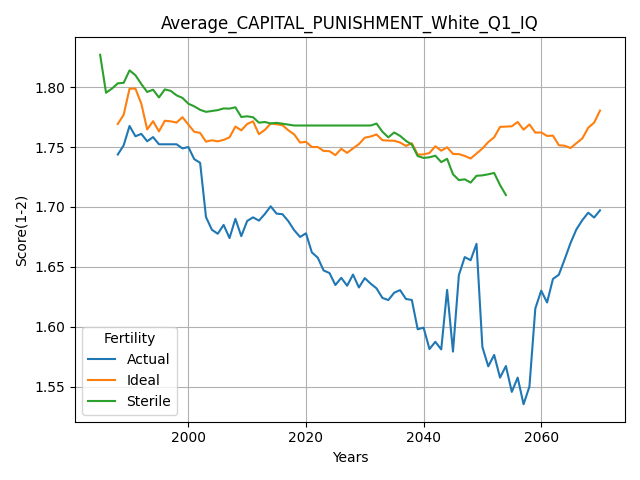 Average_CAPITAL_PUNISHMENT_White_Q1_IQ
Score(1-2)
1.80
1.75
1.70
1.65
1.60
1.55
Fertility
Actual
Ideal
Sterile
2000 2020 2040 2060
Years